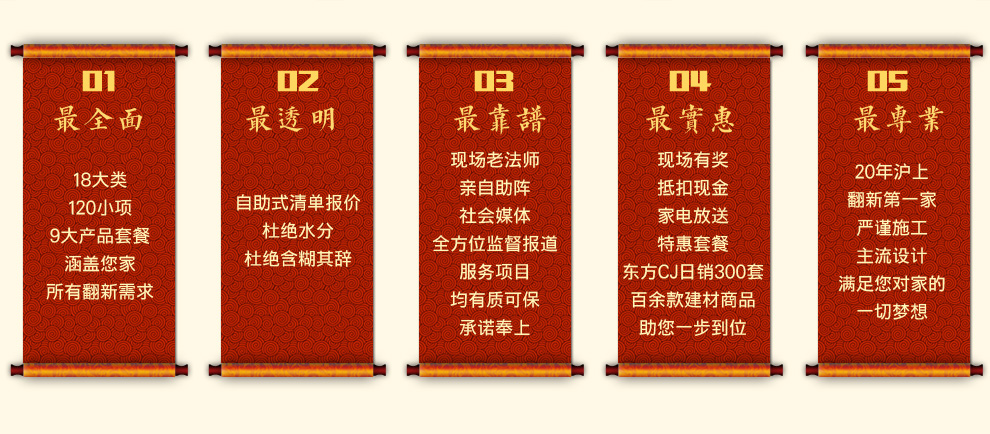 01
最全面
18大类
120小项
9大产品套餐
涵盖您家
所有翻新需求
02
最透明
自助式清单报价
杜绝水分
杜绝含糊其辞
03
最靠譜
现场老法师
亲自助阵
社会媒体
全方位监督报道
服务项目
均有质可保
承诺奉上
04
最實惠
现场有奖
抵扣现金
家电放送
特惠套餐
东方CJ日销300套
百余款建材商品
助您一步到位
05
最専業
20年沪上
翻新第一家
严谨施工
主流设计
满足您对家的
一切梦想